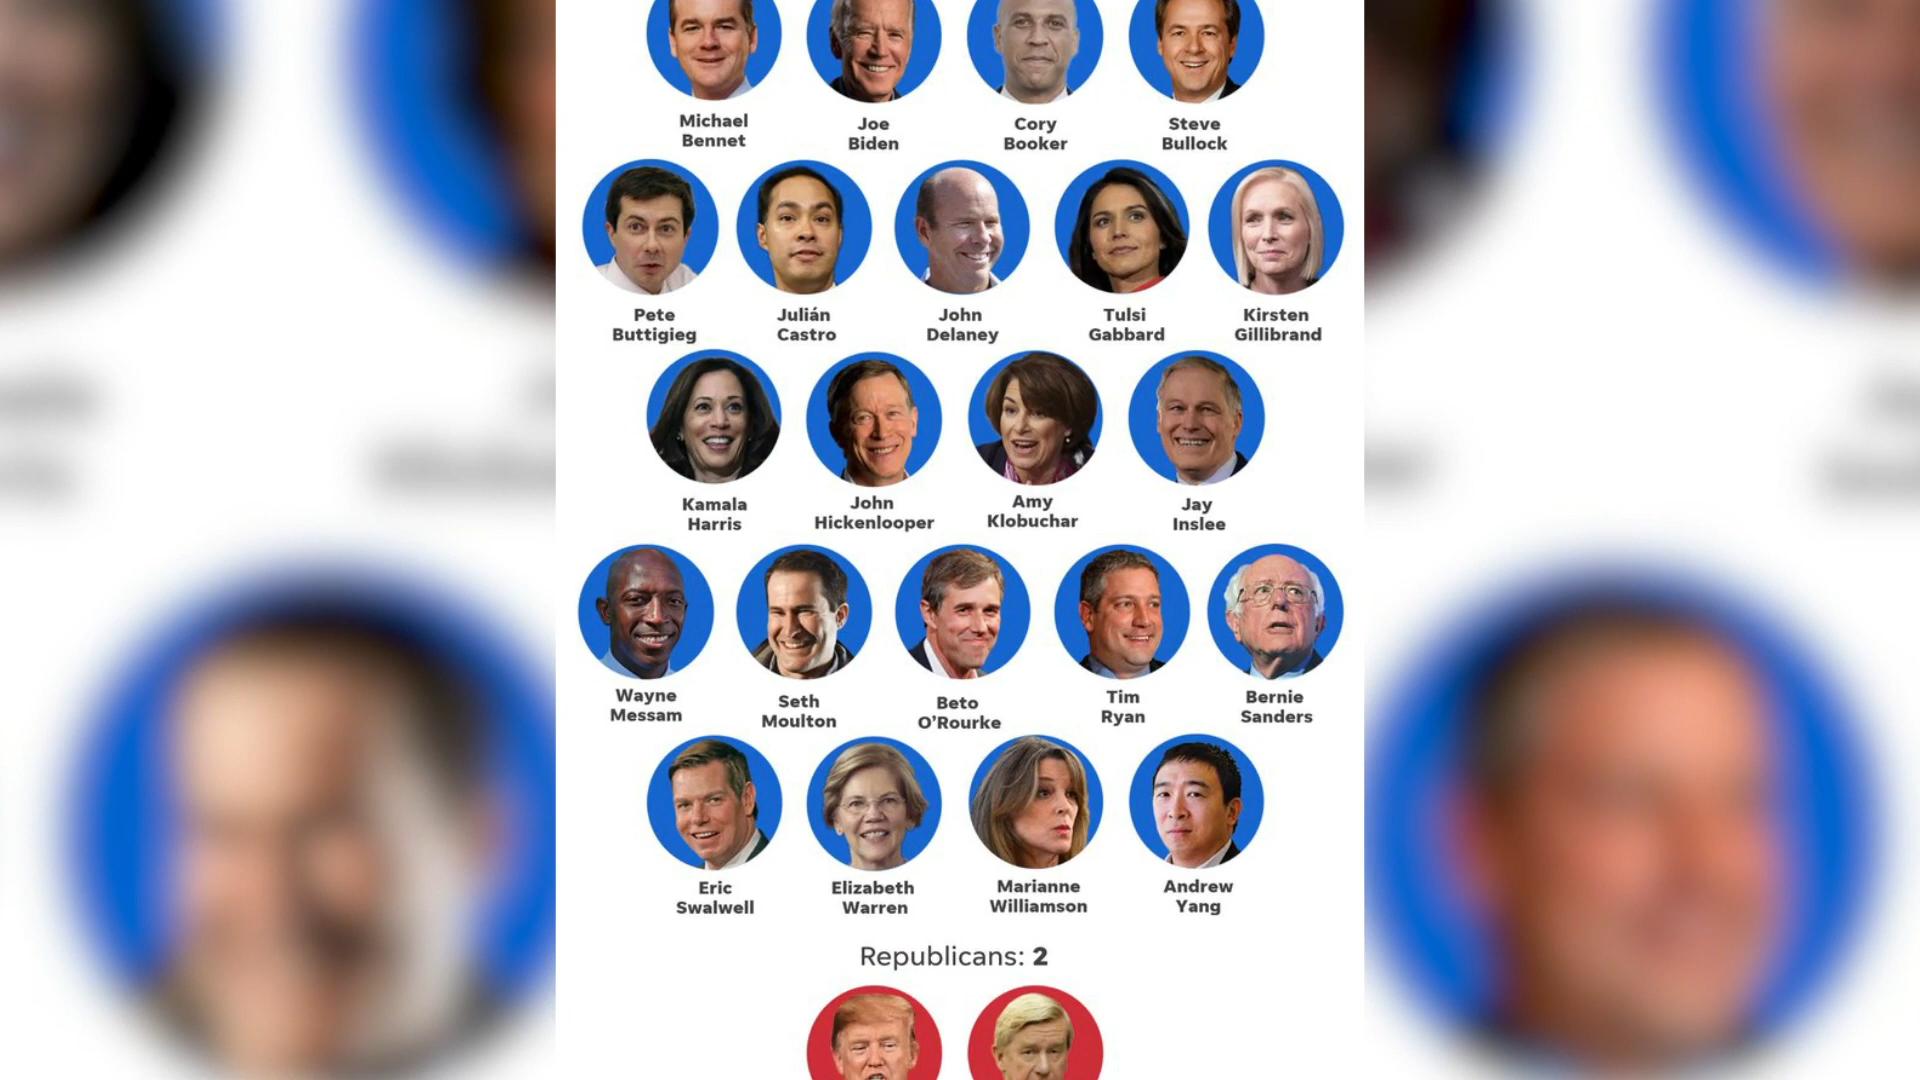 Michael
Bennet
Joe
Biden
Cory
Booker
Steve
Bullock
Pete
Buttigieg
Julián
Castro
John
Delaney
Tulsi
Gabbard
Kirsten
Gillibrand
Kamala
Harris
John
Hickenlooper
Amy
Klobuchar
Jay
Inslee
Wayne
Messam
Seth
Moulton
Beto
O’Rourke
Tim
Ryan
Bernie
Sanders
Eric
Swalwell
Elizabeth
Warren
Marianne
Williamson
Andrew
Yang
Republicans: 2